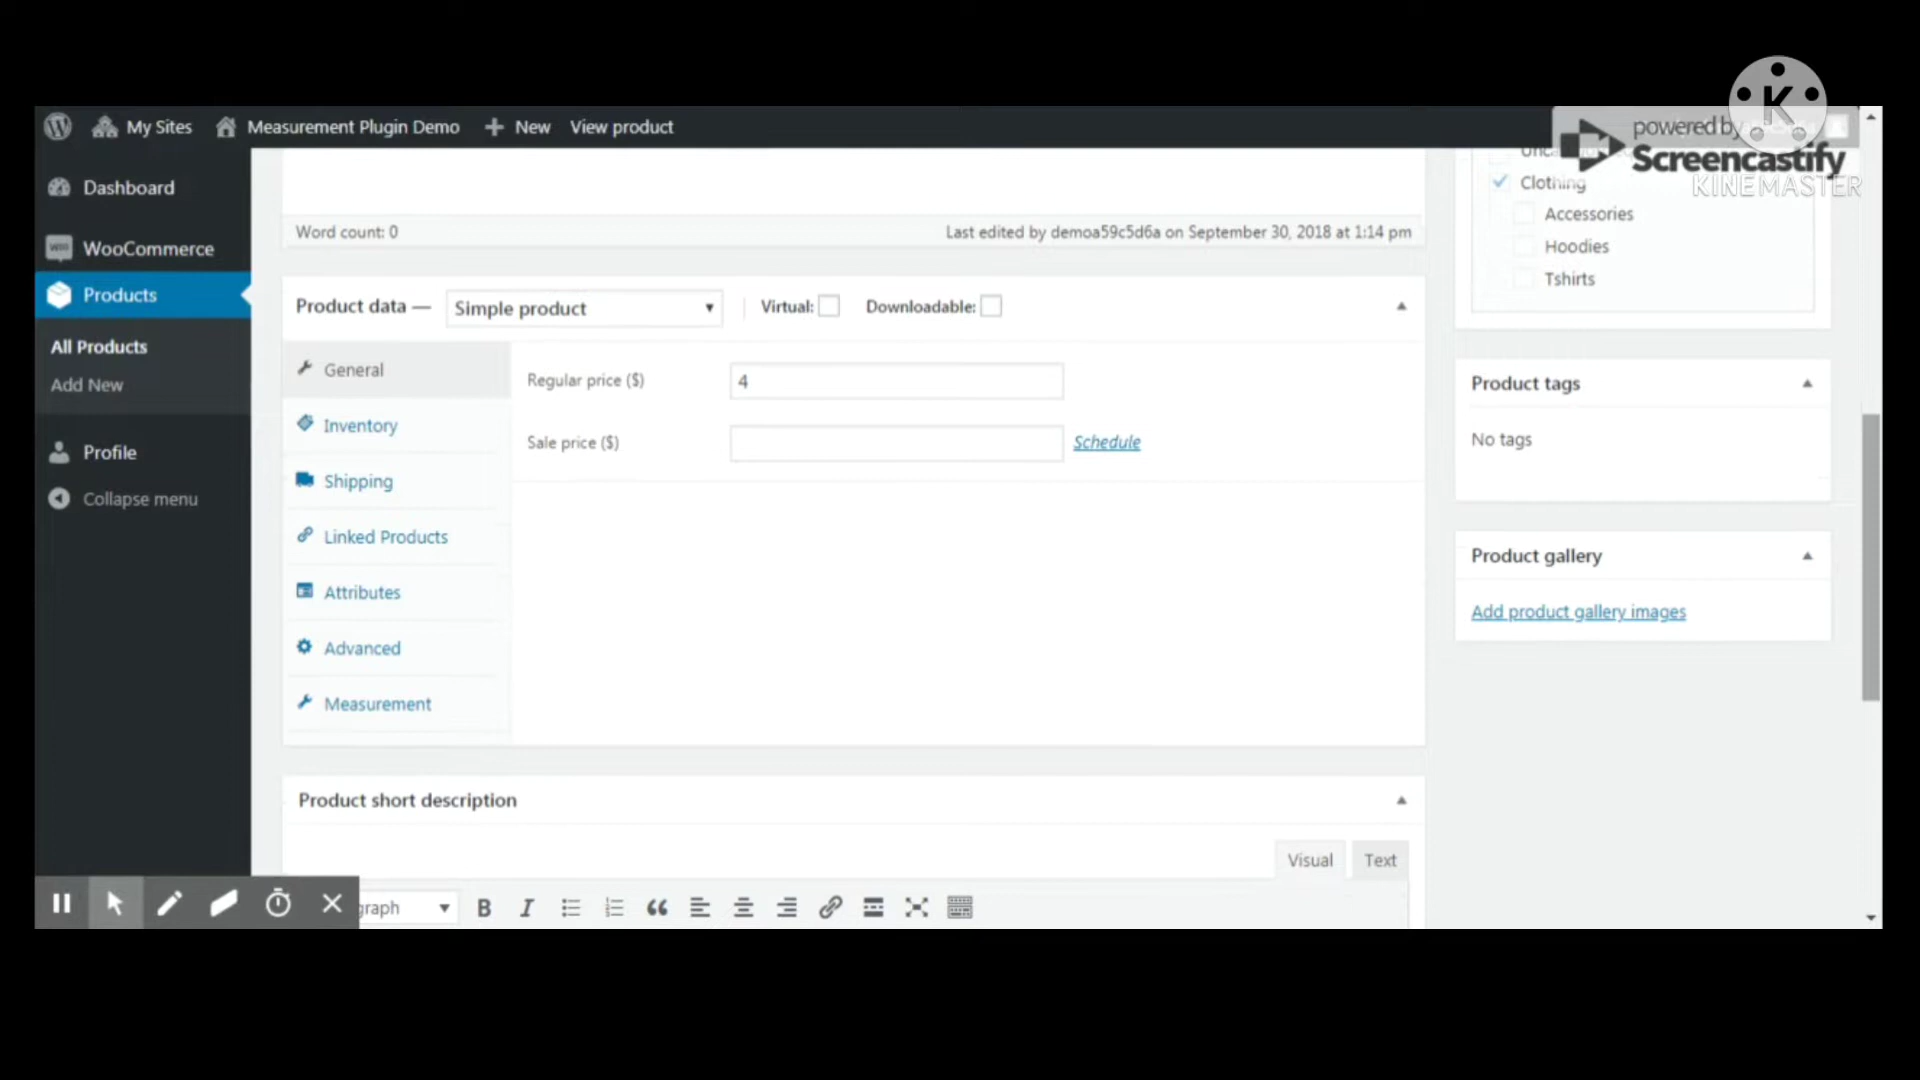 My Sites
Measurement Plugin Demo
New
View product
powered by
Screencastify
KINEMASTER
K
Dashboard
WooCommerce
Products
All Products
Add New
Profile
Collapse menu
Word count: 0
Last edited by demoa59c5d6a on September 30, 2018 at 1:14 pm
Product data —
Simple product
Virtual:
Downloadable:
General
Inventory
Shipping
Linked Products
Attributes
Advanced
Measurement
Regular price ($)
4
Sale price ($)
Schedule
Product short description
Visual
Text
graph
B
I
Clothing
Accessories
Hoodies
Tshirts
Product tags
No tags
Product gallery
Add product gallery images